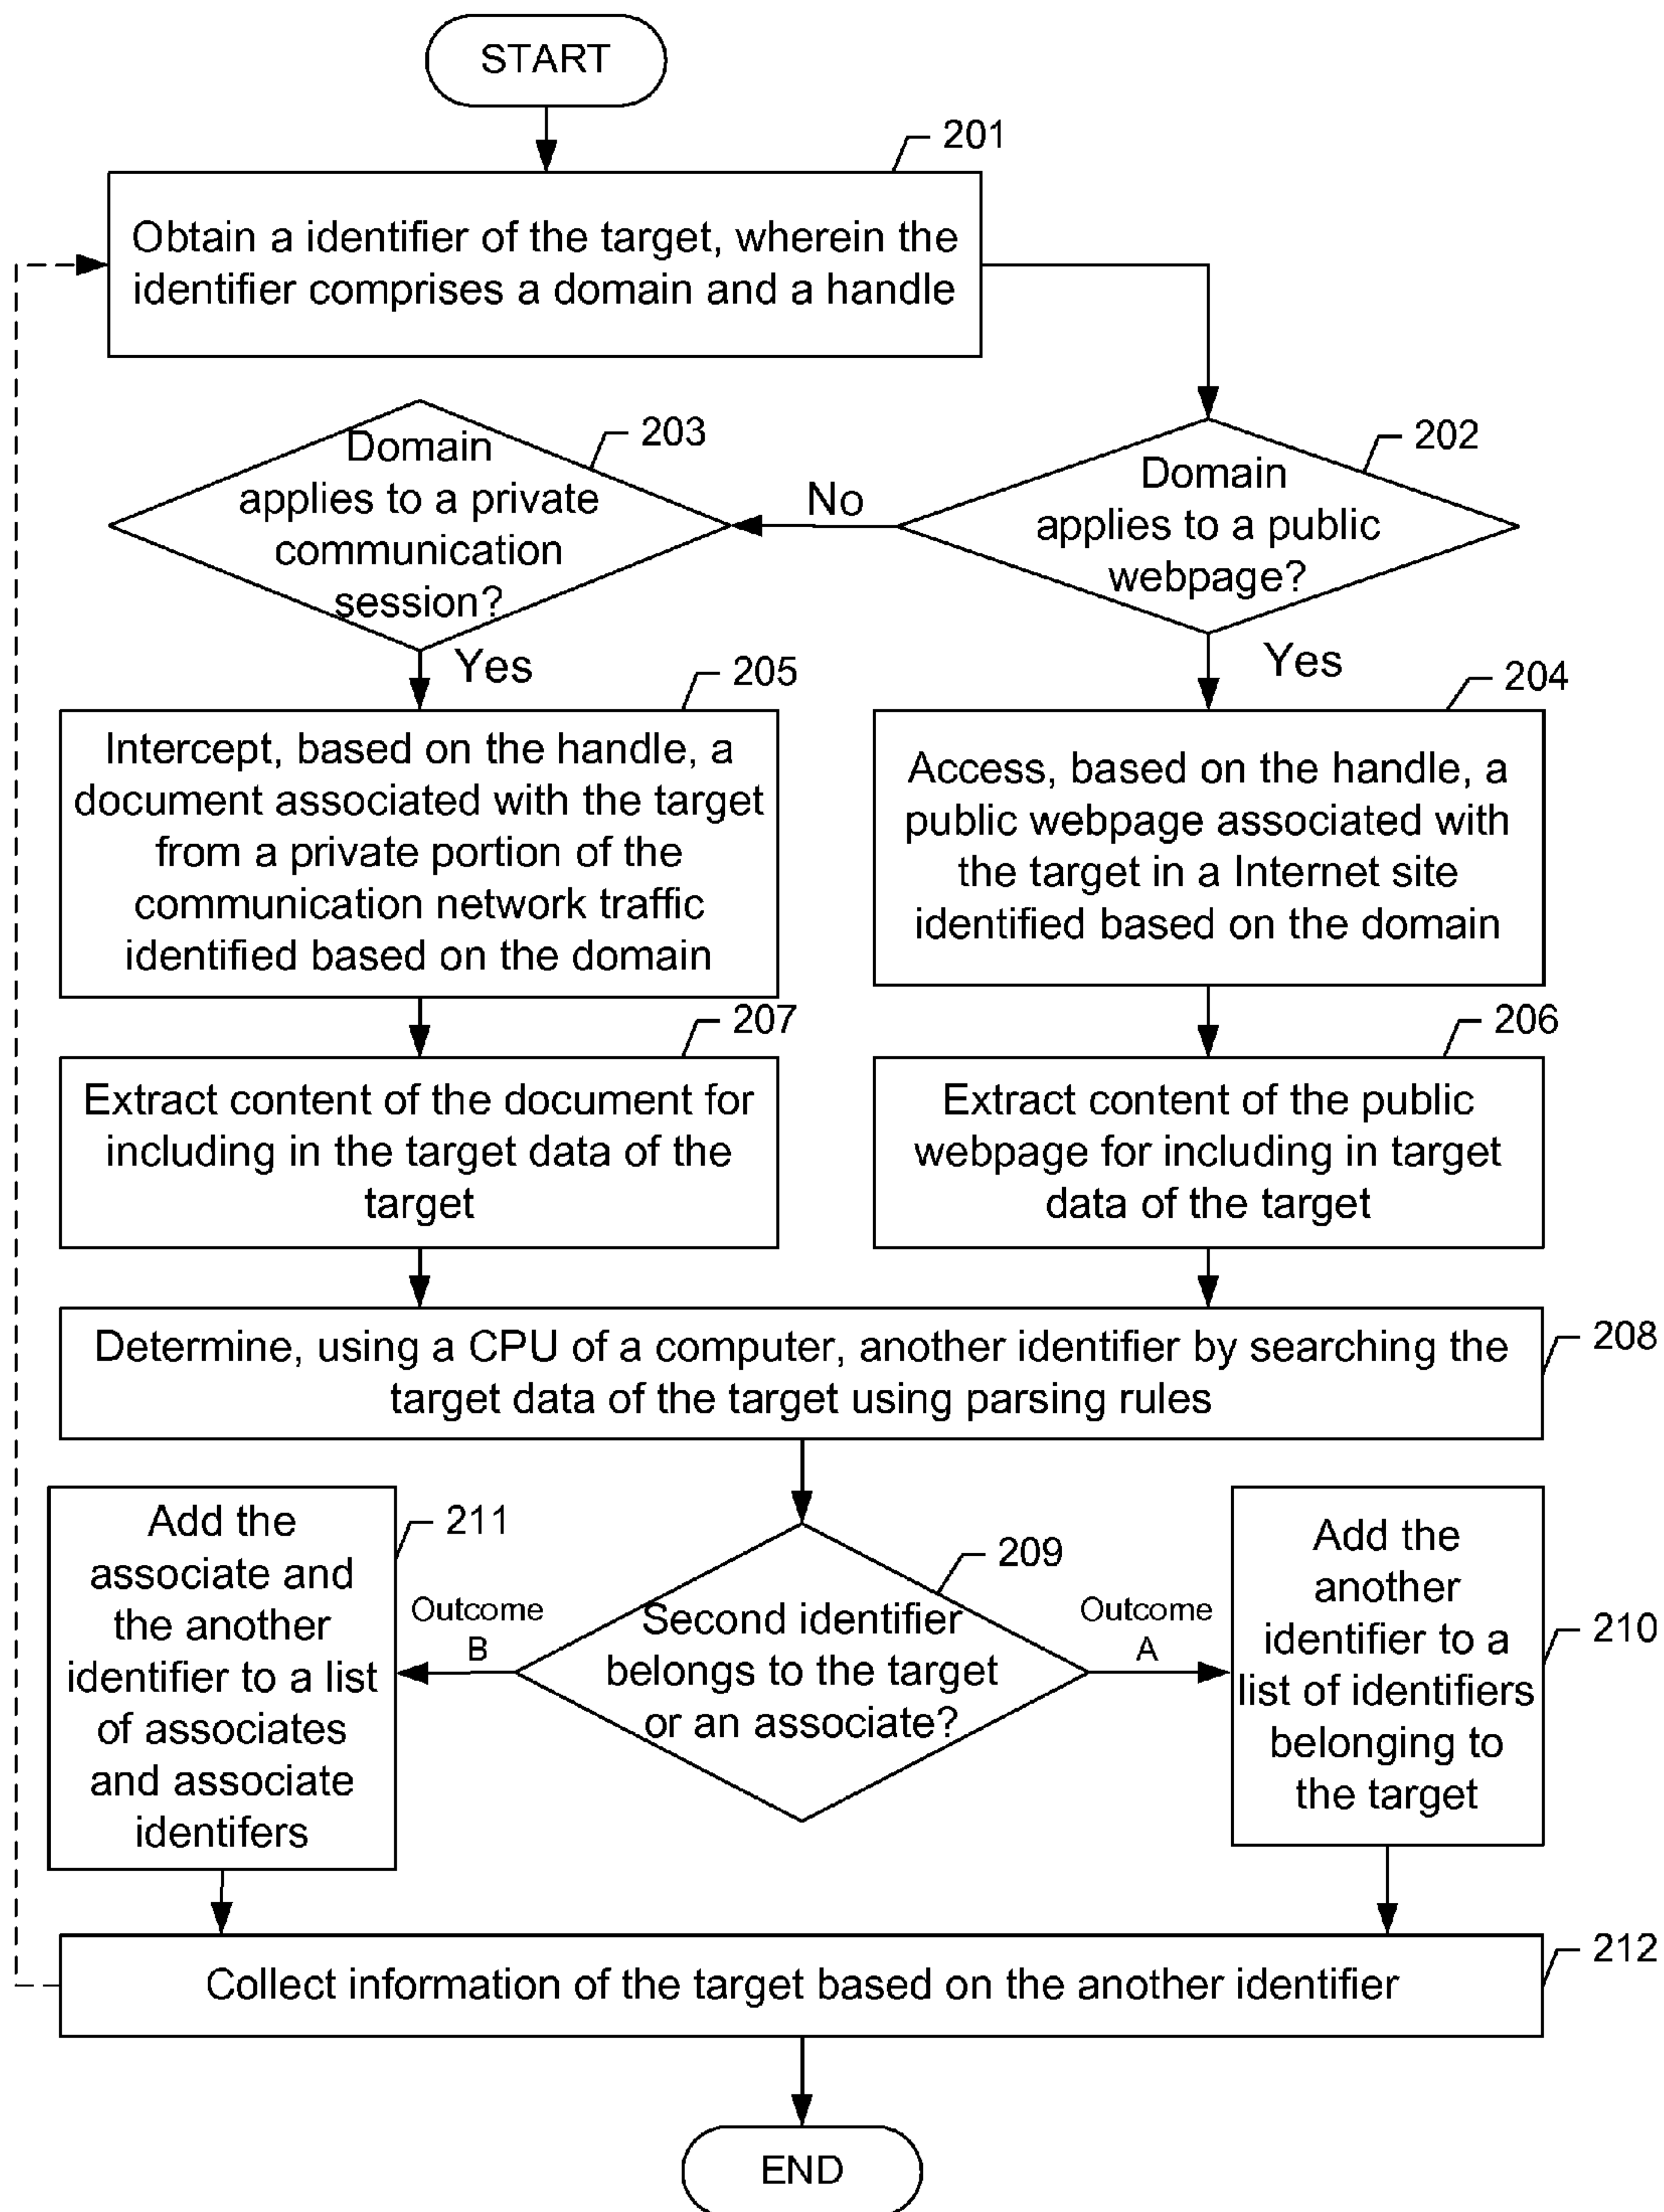 START
201
Obtain a identifier of the target, wherein the
identifier comprises a domain and a handle
202
Domain
applies to a public
webpage?
No
203
Domain
applies to a private
communication
session?
Yes
Yes
205
Intercept, based on the handle, a
document associated with the target
from a private portion of the
communication network traffic
identified based on the domain
204
Access, based on the handle, a
public webpage associated with
the target in a Internet site
identified based on the domain
207
Extract content of the document for
including in the target data of the
target
206
Extract content of the public
webpage for including in target
data of the target
208
Determine, using a CPU of a computer, another identifier by searching the
target data of the target using parsing rules
209
Second identifier
belongs to the target
or an associate?
Outcome
B
Outcome
A
211
Add the
associate and
the another
identifier to a list
of associates
and associate
identifers
210
Add the
another
identifier to a
list of identifiers
belonging to
the target
212
Collect information of the target based on the another identifier
END